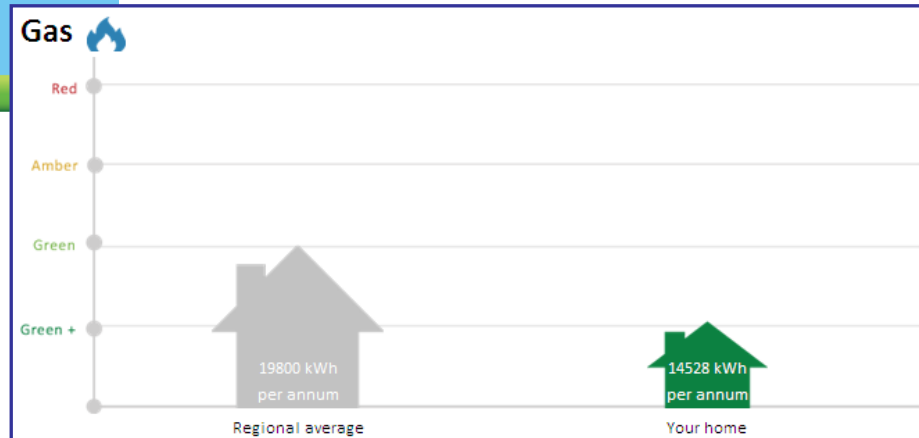 Gas
Red
Amber
Green
Green +
19800 kWh
per annum
14528 kWh
per annum
Regional average
Your home